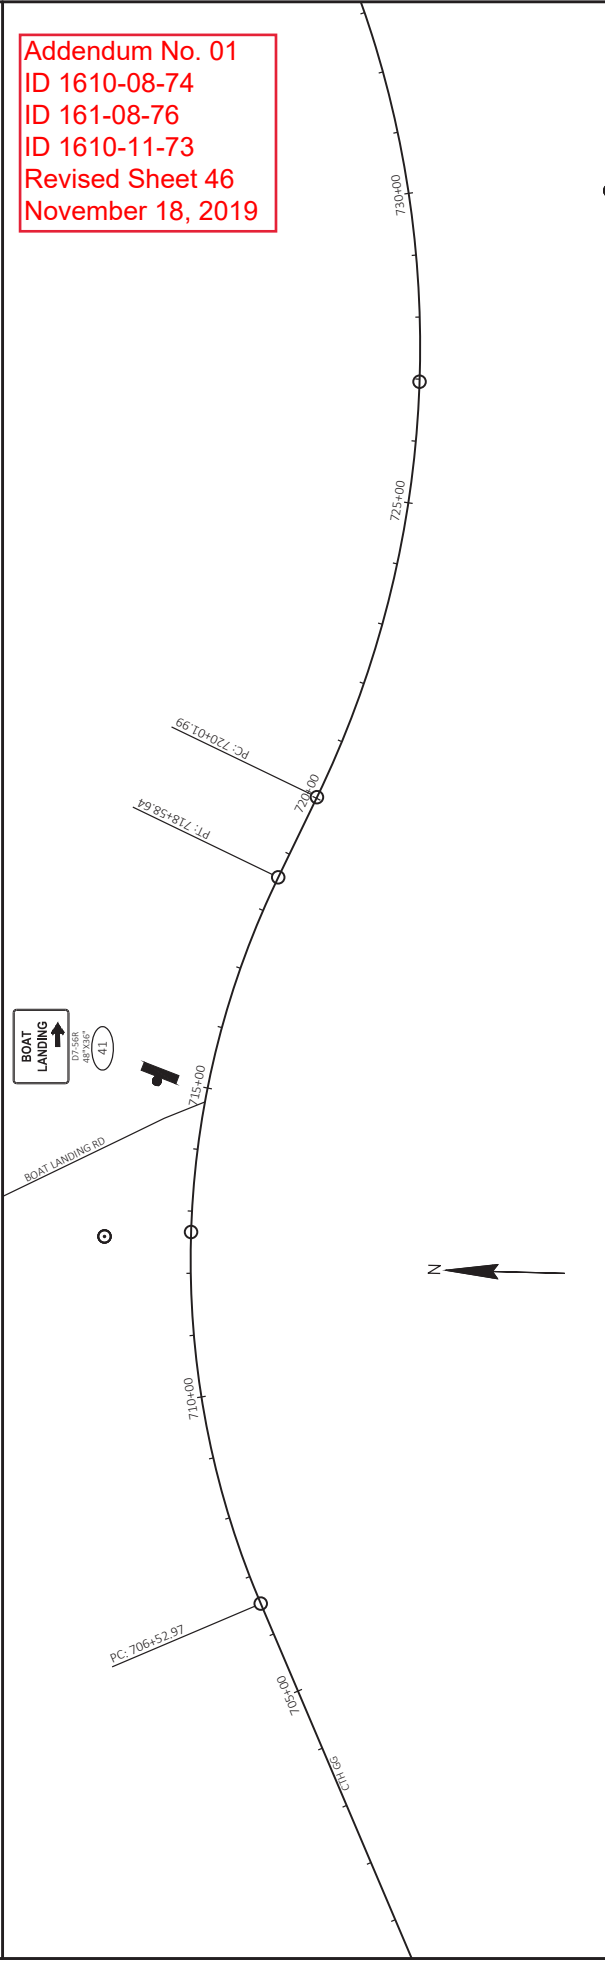 Addendum No. 01
ID 1610-08-74
ID 161-08-76
ID 1610-11-73
Revised Sheet 46
November 18, 2019
730+00
725+00
720+00
PC: 720+01.99
PT: 718+58.64
BOAT
LANDING
D7-56R
48"X36"
41
715+00
BOAT LANDING RD
N
710+00
PC: 706+52.97
705+00
CTH GG